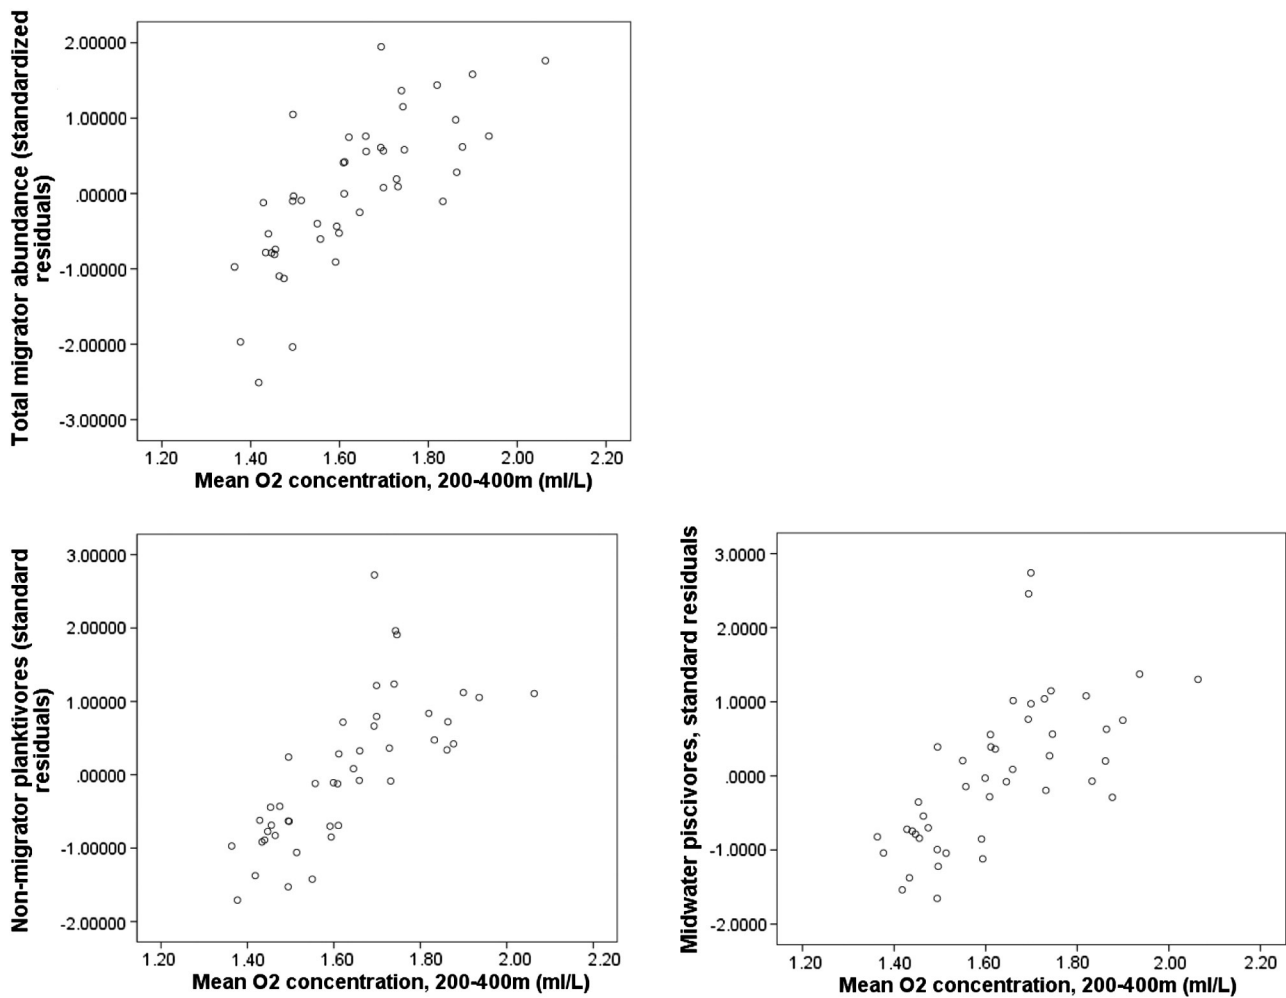 Total migrator abundance (standardized
residuals)
2.00000
1.00000
.00000
-1.00000
-2.00000
-3.00000
1.20 1.40 1.60 1.80 2.00 2.20
Mean O2 concentration, 200-400m (ml/L)
Non-migrator planktivores (standard
residuals)
3.00000
2.00000
1.00000
.00000
-1.00000
-2.00000
1.20 1.40 1.60 1.80 2.00 2.20
Mean O2 concentration, 200-400m (ml/L)
Midwater piscivores, standard residuals
3.0000
2.0000
1.0000
.0000
-1.0000
-2.0000
1.20 1.40 1.60 1.80 2.00 2.20
Mean O2 concentration, 200-400m (ml/L)